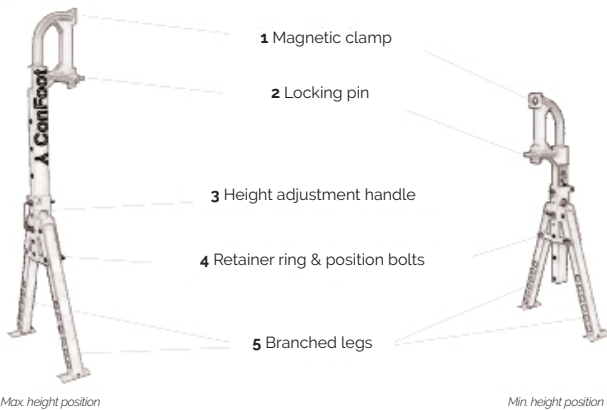 1 Magnetic clamp
2 Locking pin
ConFoot
3 Height adjustment handle
4 Retainer ring & position bolts
5 Branched legs
Max. height position
Min. height position